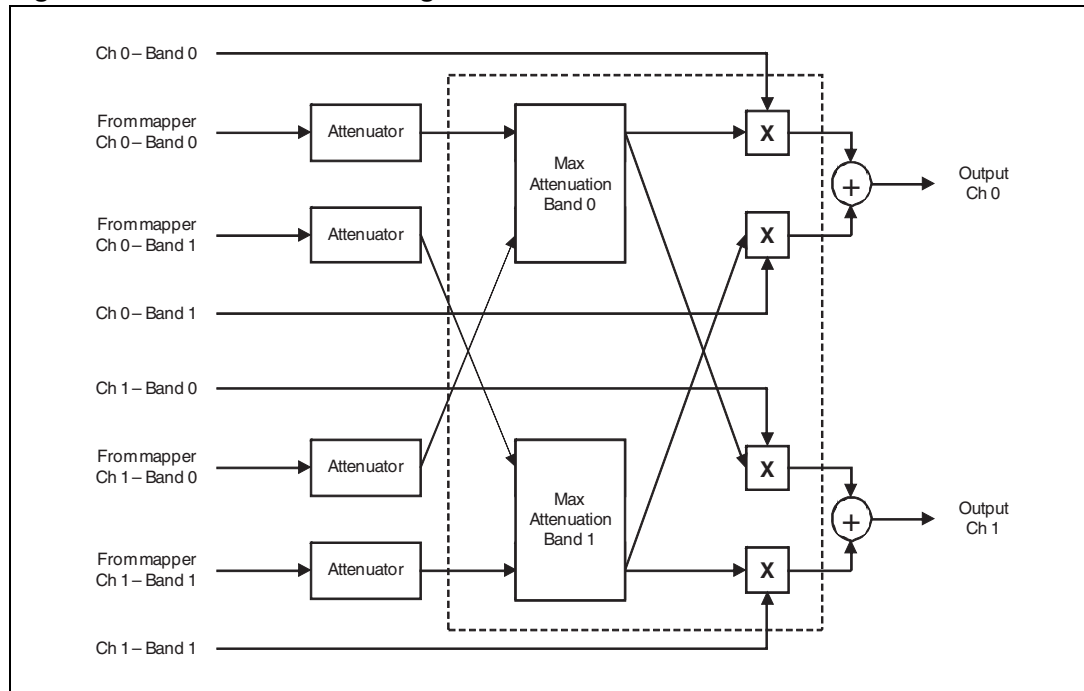 Ch 0 – Band 0
From mapper
Ch 0 – Band 0
Attenuator
Max
Attenuation
Band 0
X
+
Output
Ch 0
From mapper
Ch 0 – Band 1
Attenuator
X
Ch 0 – Band 1
Ch 1 – Band 0
From mapper
Ch 1 – Band 0
Attenuator
Max
Attenuation
Band 1
X
+
Output
Ch 1
From mapper
Ch 1 – Band 1
Attenuator
X
Ch 1 – Band 1